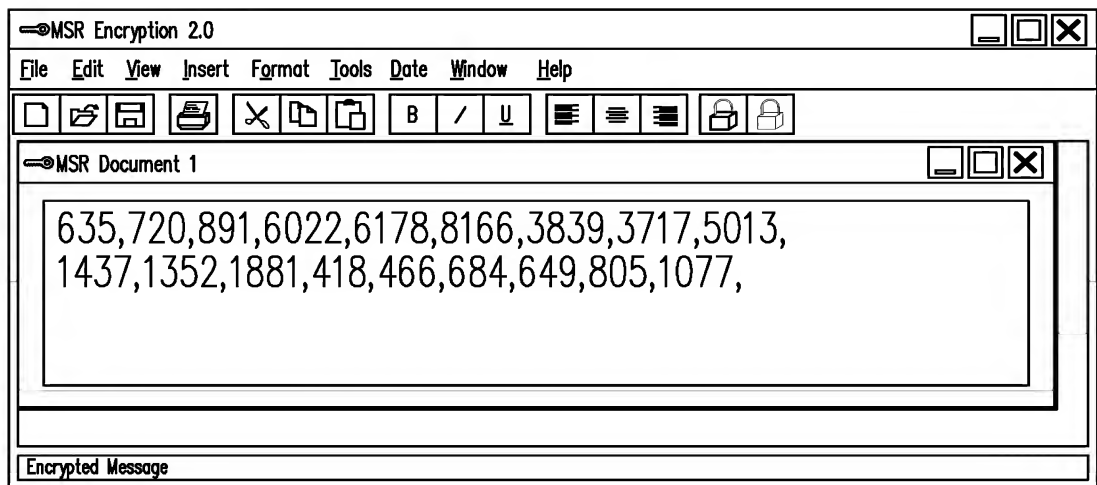 MSR Encryption 2.0
File Edit View Insert Format Tools Date Window Help
B / U
MSR Document 1
635,720,891,6022,6178,8166,3839,3717,5013,
1437,1352,1881,418,466,684,649,805,1077,
Encrypted Message